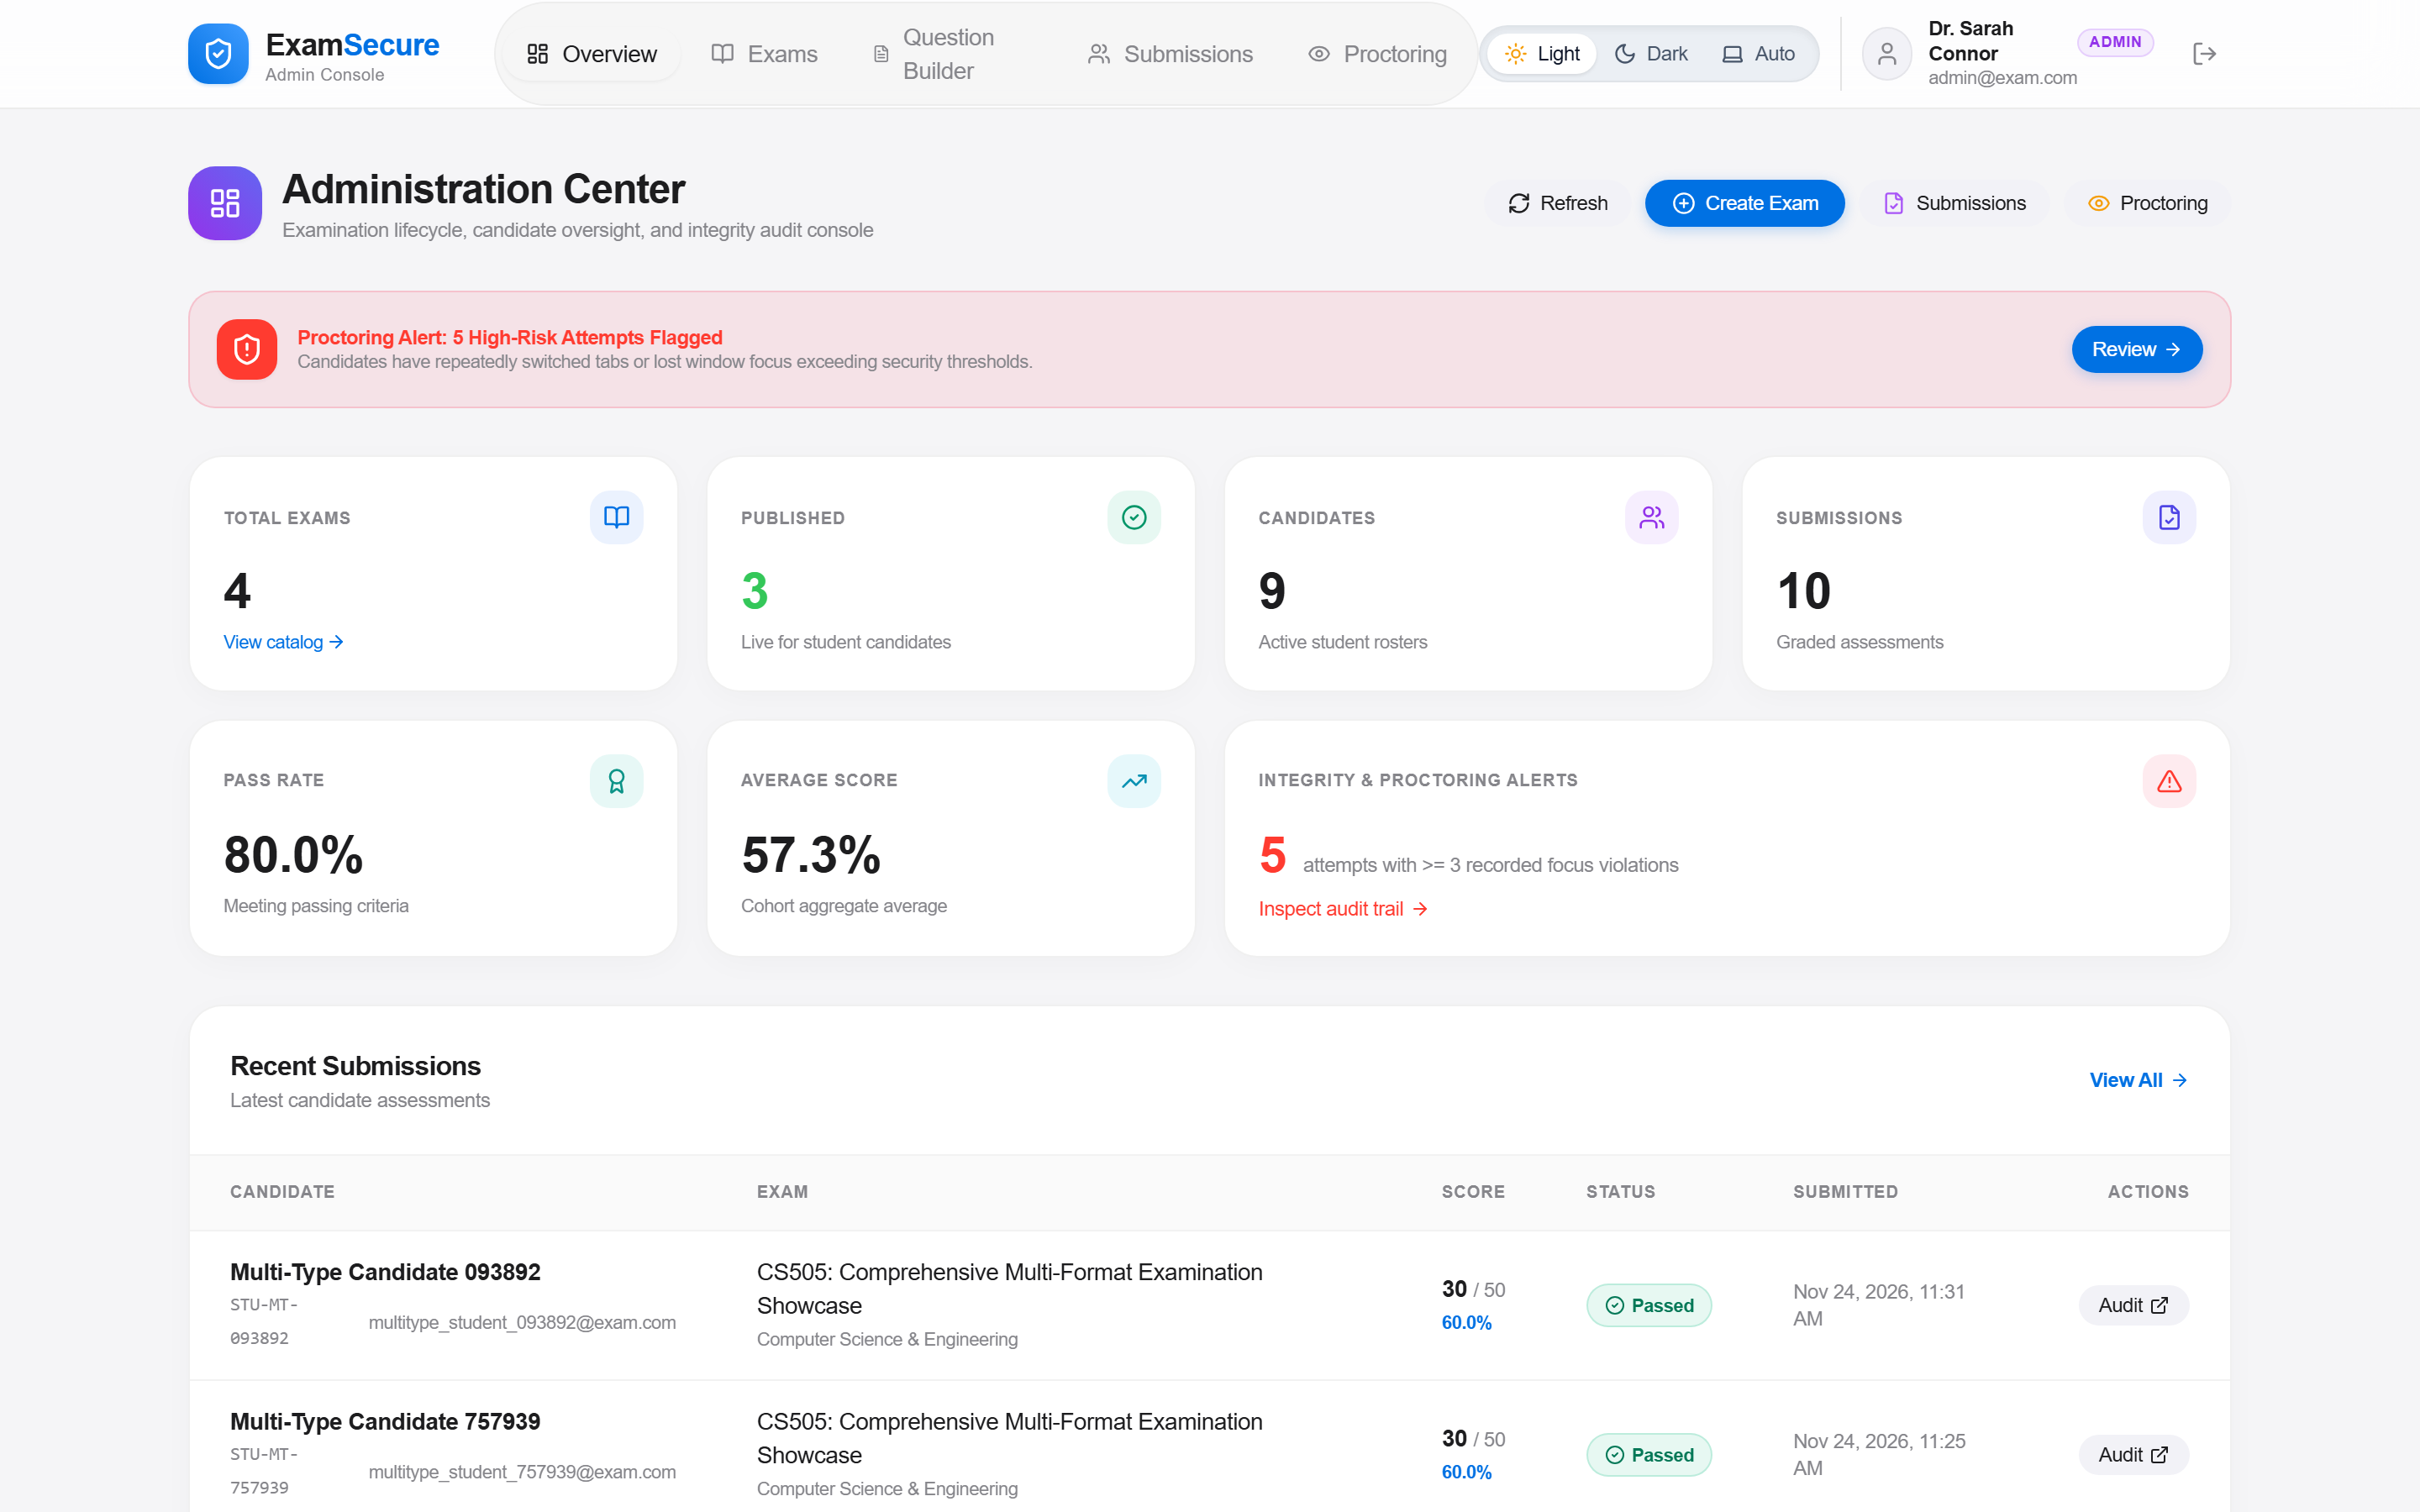 ExamSecure
Admin Console
Overview
Exams
Question
Builder
Submissions
Proctoring
Light
Dark
Auto
Dr. Sarah
Connor
admin@exam.com
ADMIN
Administration Center
Examination lifecycle, candidate oversight, and integrity audit console
Refresh
Create Exam
Submissions
Proctoring
Proctoring Alert: 5 High-Risk Attempts Flagged
Candidates have repeatedly switched tabs or lost window focus exceeding security thresholds.
Review
TOTAL EXAMS
4
View catalog
PUBLISHED
3
Live for student candidates
CANDIDATES
9
Active student rosters
SUBMISSIONS
10
Graded assessments
PASS RATE
80.0%
Meeting passing criteria
AVERAGE SCORE
57.3%
Cohort aggregate average
INTEGRITY & PROCTORING ALERTS
5 attempts with >= 3 recorded focus violations
Inspect audit trail
Recent Submissions
Latest candidate assessments
View All
CANDIDATE EXAM SCORE STATUS SUBMITTED ACTIONS
Multi-Type Candidate 093892
STU-MT-
093892
multitype_student_093892@exam.com
CS505: Comprehensive Multi-Format Examination
Showcase
Computer Science & Engineering
30 / 50
60.0%
Passed
Nov 24, 2026, 11:31
AM
Audit
Multi-Type Candidate 757939
STU-MT-
757939
multitype_student_757939@exam.com
CS505: Comprehensive Multi-Format Examination
Showcase
Computer Science & Engineering
30 / 50
60.0%
Passed
Nov 24, 2026, 11:25
AM
Audit